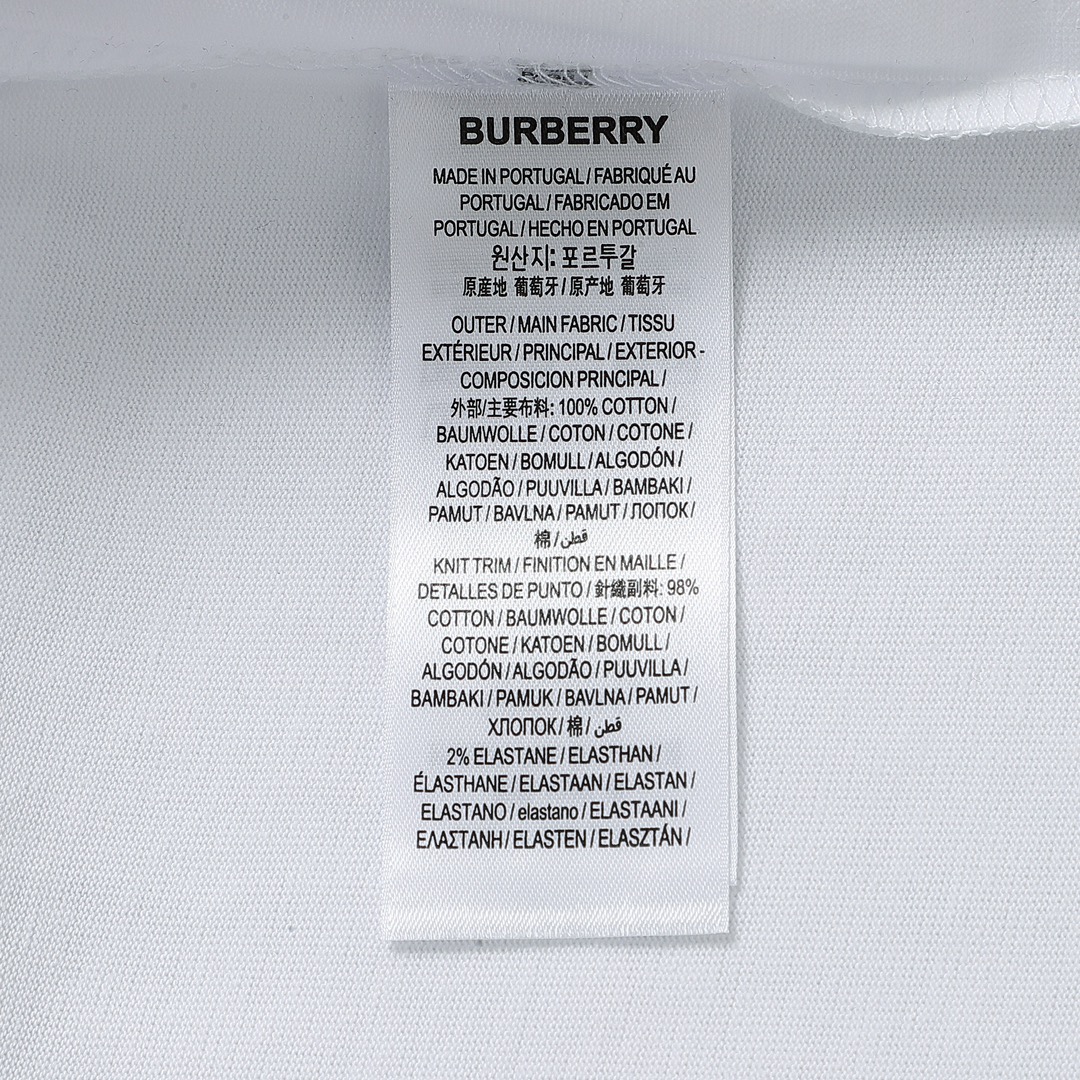 BURBERRY
MADE IN PORTUGAL / FABRIQUÉ AU
PORTUGAL / FABRICADO EM
PORTUGAL / HECHO EN PORTUGAL
원산지: 포르투갈
原産地 葡萄牙 / 原产地 葡萄牙
OUTER / MAIN FABRIC / TISSU
EXTÉRIEUR / PRINCIPAL / EXTERIOR -
COMPOSICION PRINCIPAL /
外部/主要布料: 100% COTTON /
BAUMWOLLE / COTON / COTONE /
KATOEN / BOMULL / ALGODÓN /
ALGODÃO / PUUVILLA / BAMBAKI /
PAMUT / BAVLNA / PAMUT / ЛОПОК /
棉 / قطن
KNIT TRIM / FINITION EN MAILLE /
DETALLES DE PUNTO / 針織副料: 98%
COTTON / BAUMWOLLE / COTON /
COTONE / KATOEN / BOMULL /
ALGODÓN / ALGODÃO / PUUVILLA /
BAMBAKI / PAMUK / BAVLNA / PAMUT /
ХЛОПОК / 棉 / قطن
2% ELASTANE / ELASTHAN /
ÉLASTHANE / ELASTAAN / ELASTAN /
ELASTANO / elastano / ELASTAANI /
ΕΛΑΣΤΑΝΗ / ELASTEN / ELASZTÁN /